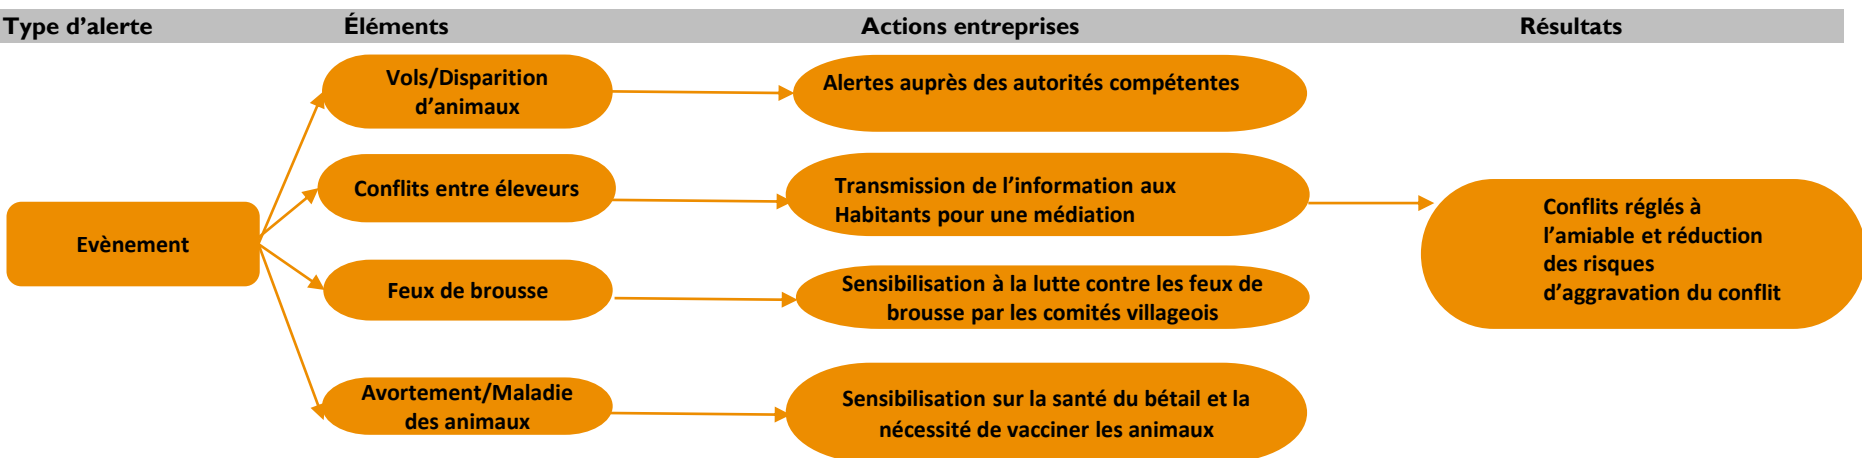 Type d’alerte
Éléments
Actions entreprises
Résultats
Evènement
Vols/Disparition
d’animaux
Alertes auprès des autorités compétentes
Conflits entre éleveurs
Transmission de l’information aux
Habitants pour une médiation
Conflits réglés à
l’amiable et réduction
des risques
d’aggravation du conflit
Feux de brousse
Sensibilisation à la lutte contre les feux de
brousse par les comités villageois
Avortement/Maladie
des animaux
Sensibilisation sur la santé du bétail et la
nécessité de vacciner les animaux